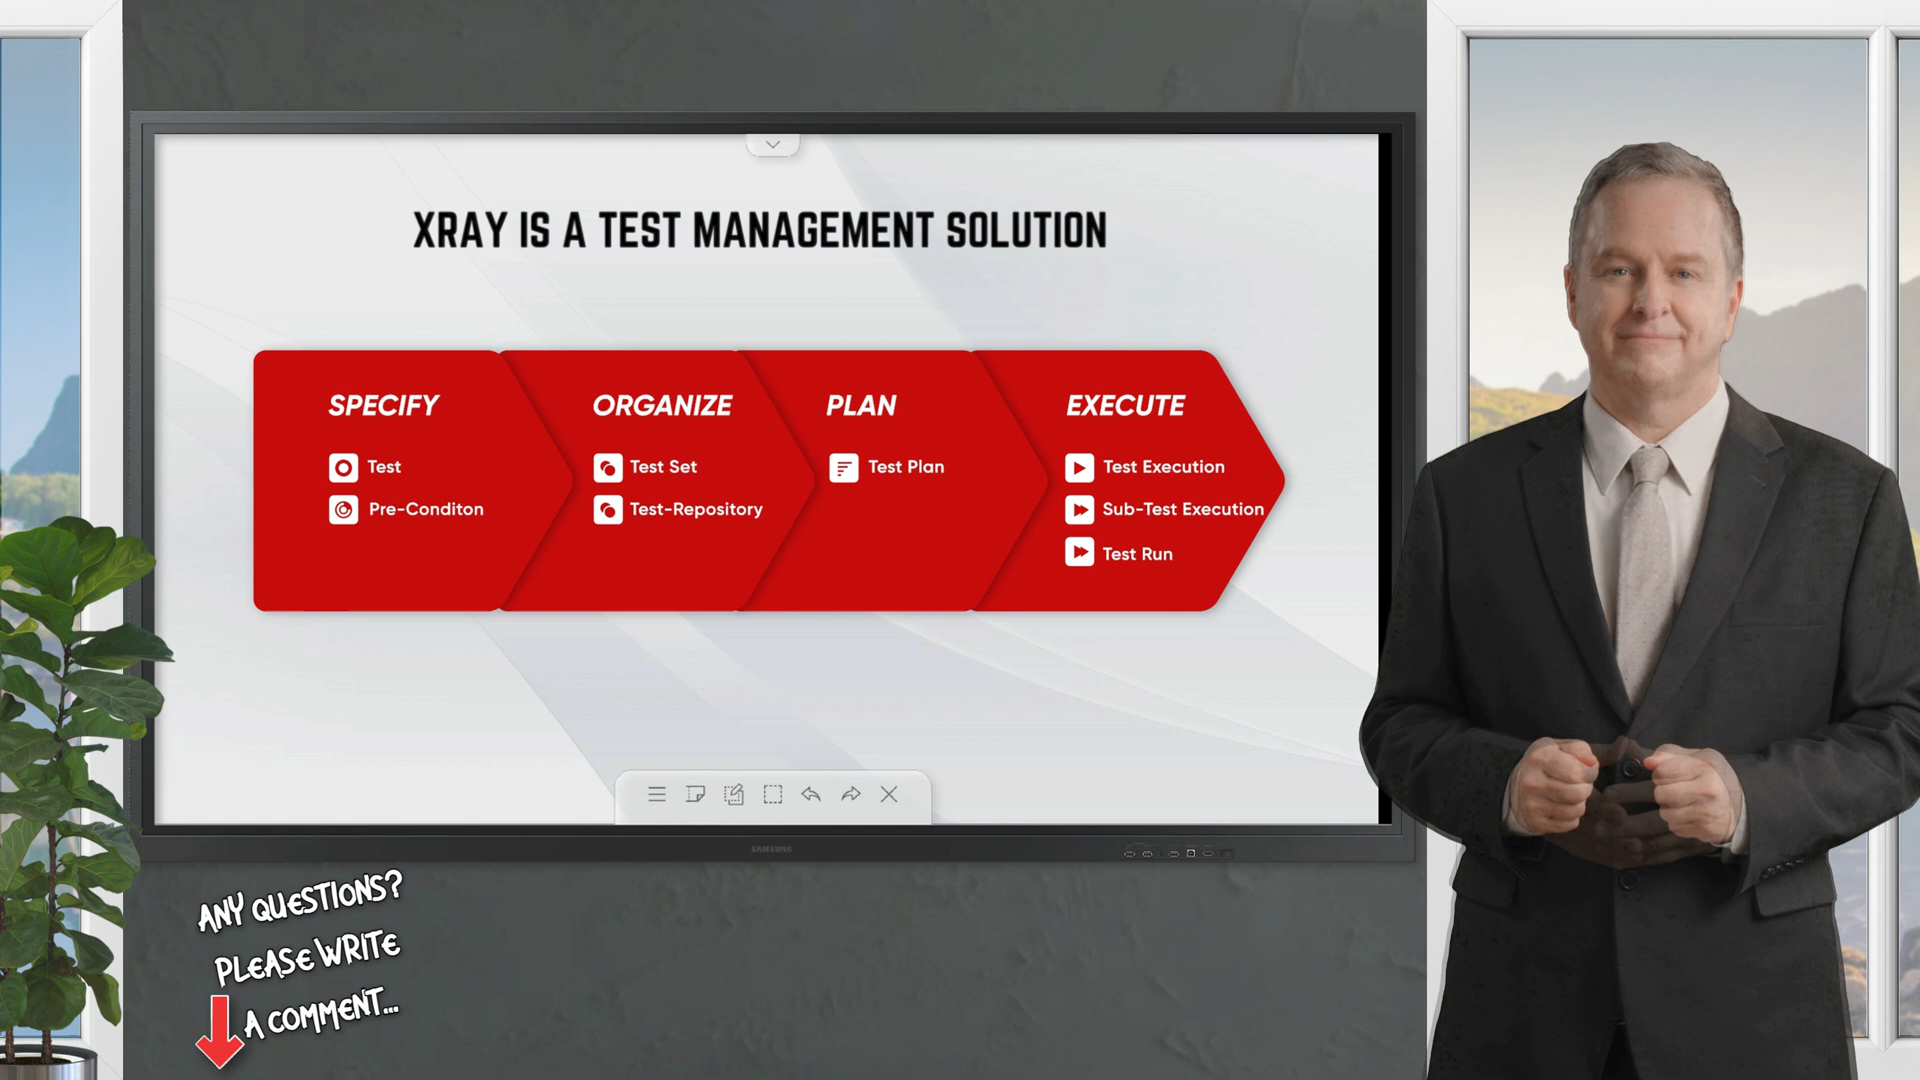 XRAY IS A TEST MANAGEMENT SOLUTION
SPECIFY
Test
Pre-Conditon
ORGANIZE
Test Set
Test-Repository
PLAN
Test Plan
EXECUTE
Test Execution
Sub-Test Execution
Test Run
SAMSUNG
ANY QUESTIONS?
PLEASE WRITE
A COMMENT...